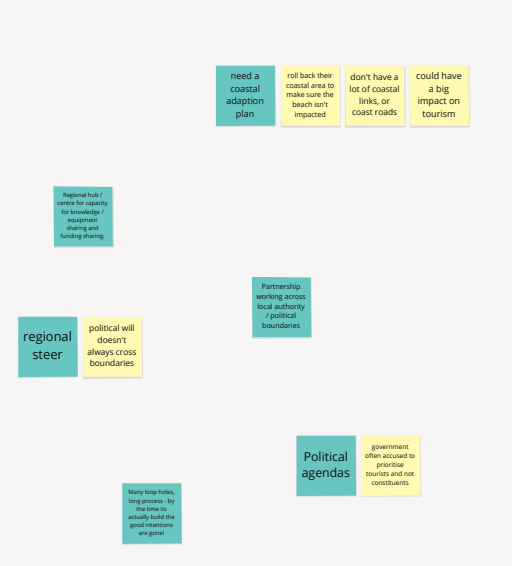 need a
coastal
adaption
plan
roll back their
coastal area to
make sure the
beach isn't
impacted
don't have a
lot of coastal
links, or
coast roads
could have
a big
impact on
tourism
Regional hub /
centre for capacity
for knowledge /
equipment
sharing and
funding sharing.
Partnership
working across
local authority
/ political
boundaries
regional
steer
political will
doesn't
always cross
boundaries
Political
agendas
government
often accused to
prioritise
tourists and not
constituents
Many loop holes,
long process - by
the time its
actually build the
good intentions
are gone!